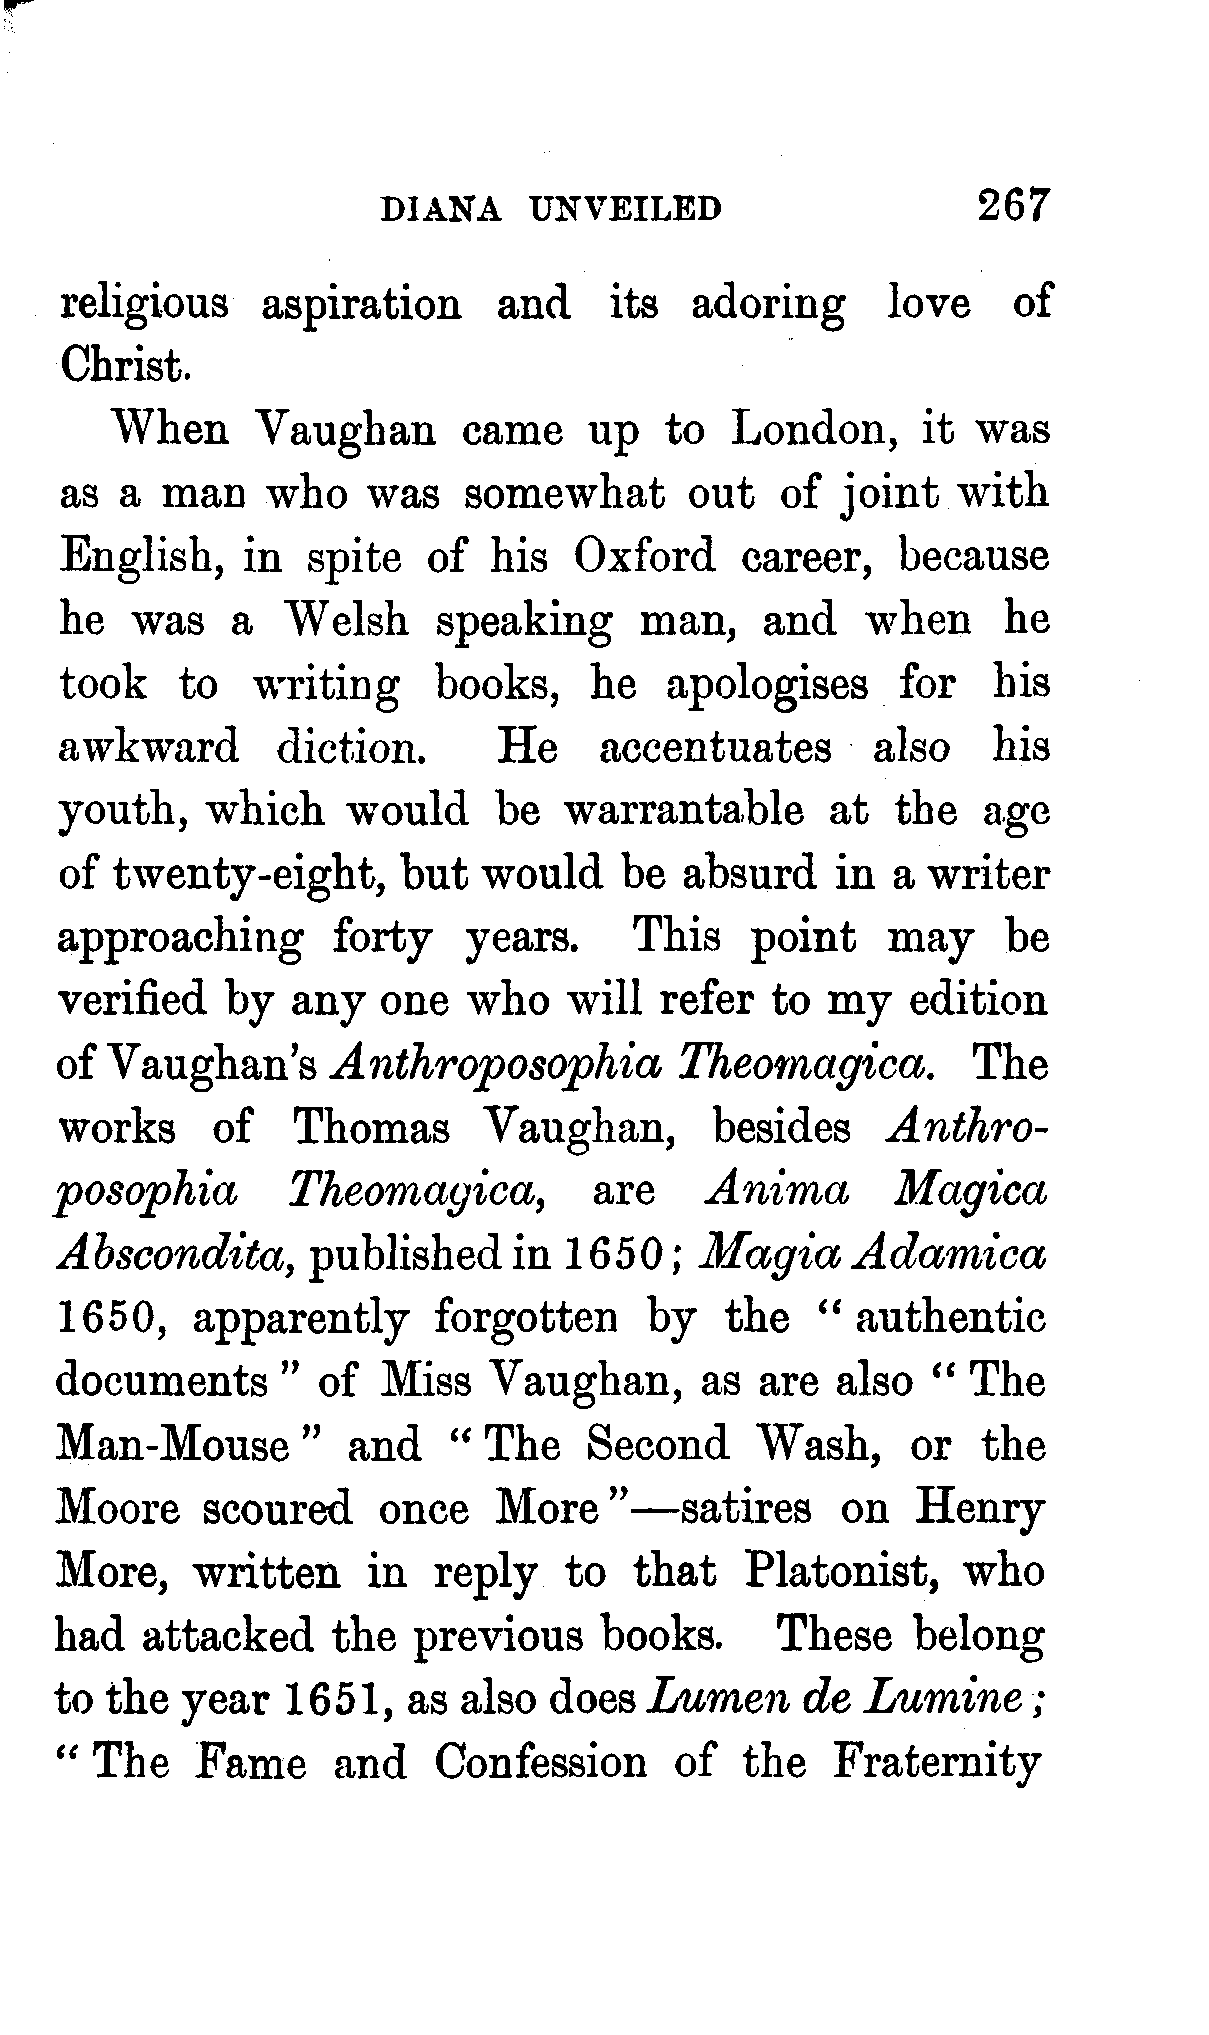 DIANA UNVEILED 267
religious aspiration and its adoring love of
Christ.
When Vaughan came up to London, it was
as a man who was somewhat out of joint with
English, in spite of his Oxford career, because
he was a Welsh speaking man, and when he
took to writing books, he apologises for his
awkward diction. He accentuates also his
youth, which would be warrantable at the age
of twenty-eight, but would be absurd in a writer
approaching forty years. This point may be
verified by any one who will refer to my edition
of Vaughan's Anthroposophia Theomagica. The
works of Thomas Vaughan, besides Anthro-
posophia Theomagica, are Anima Magica
Abscondita, published in 1650; Magia Adamica
1650, apparently forgotten by the "authentic
documents" of Miss Vaughan, as are also "The
Man-Mouse" and "The Second Wash, or the
Moore scoured once More"—satires on Henry
More, written in reply to that Platonist, who
had attacked the previous books. These belong
to the year 1651, as also does Lumen de Lumine;
"The Fame and Confession of the Fraternity